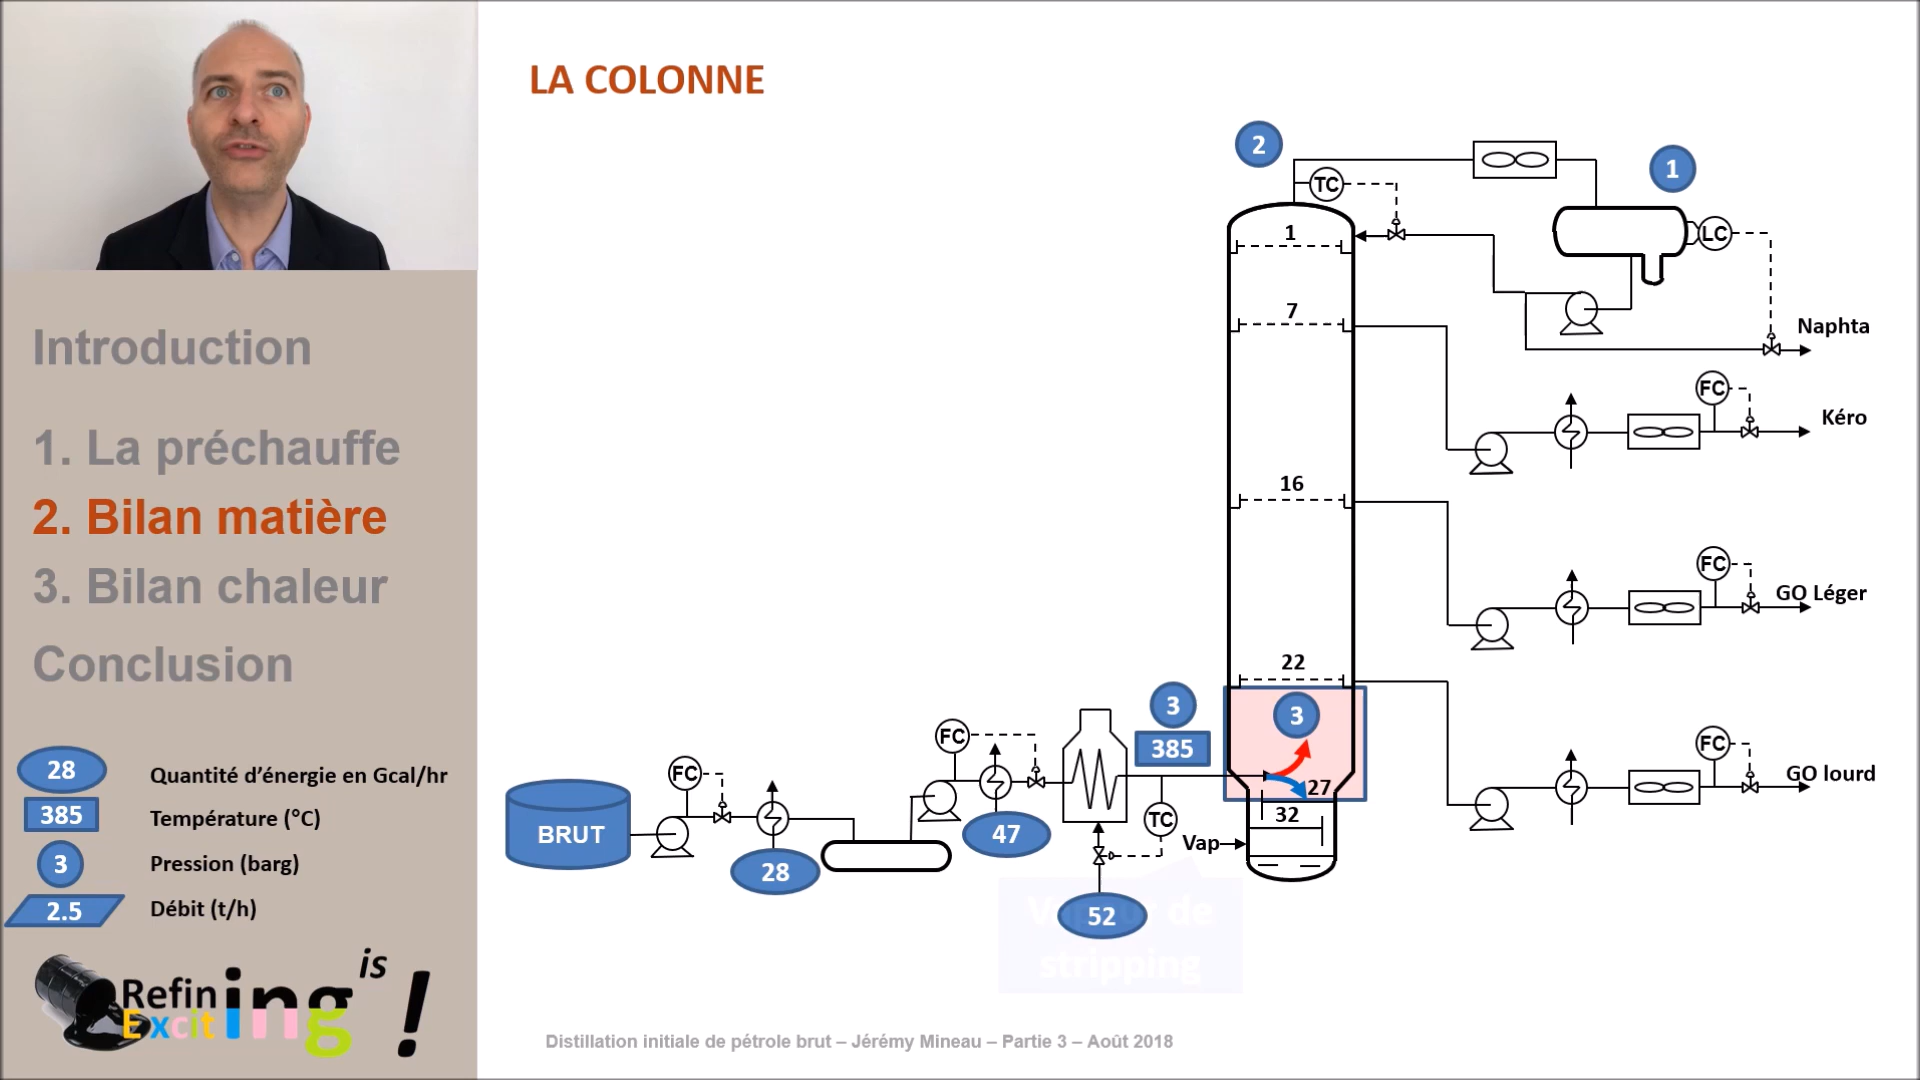 LA COLONNE
Introduction
1. La préchauffe
2. Bilan matière
3. Bilan chaleur
Conclusion
28 Quantité d'énergie en Gcal/hr
385 Température (°C)
3 Pression (barg)
2.5 Débit (t/h)
Refining is
Exciting !
2
TC
1
LC
1
7
Naphta
FC
Kéro
16
FC
GO Léger
22
3
385
3
27
32
FC
GO lourd
BRUT
FC
28
FC
47
TC
Vap
52
Vapeur de
stripping
Distillation initiale de pétrole brut – Jérémy Mineau – Partie 3 – Août 2018